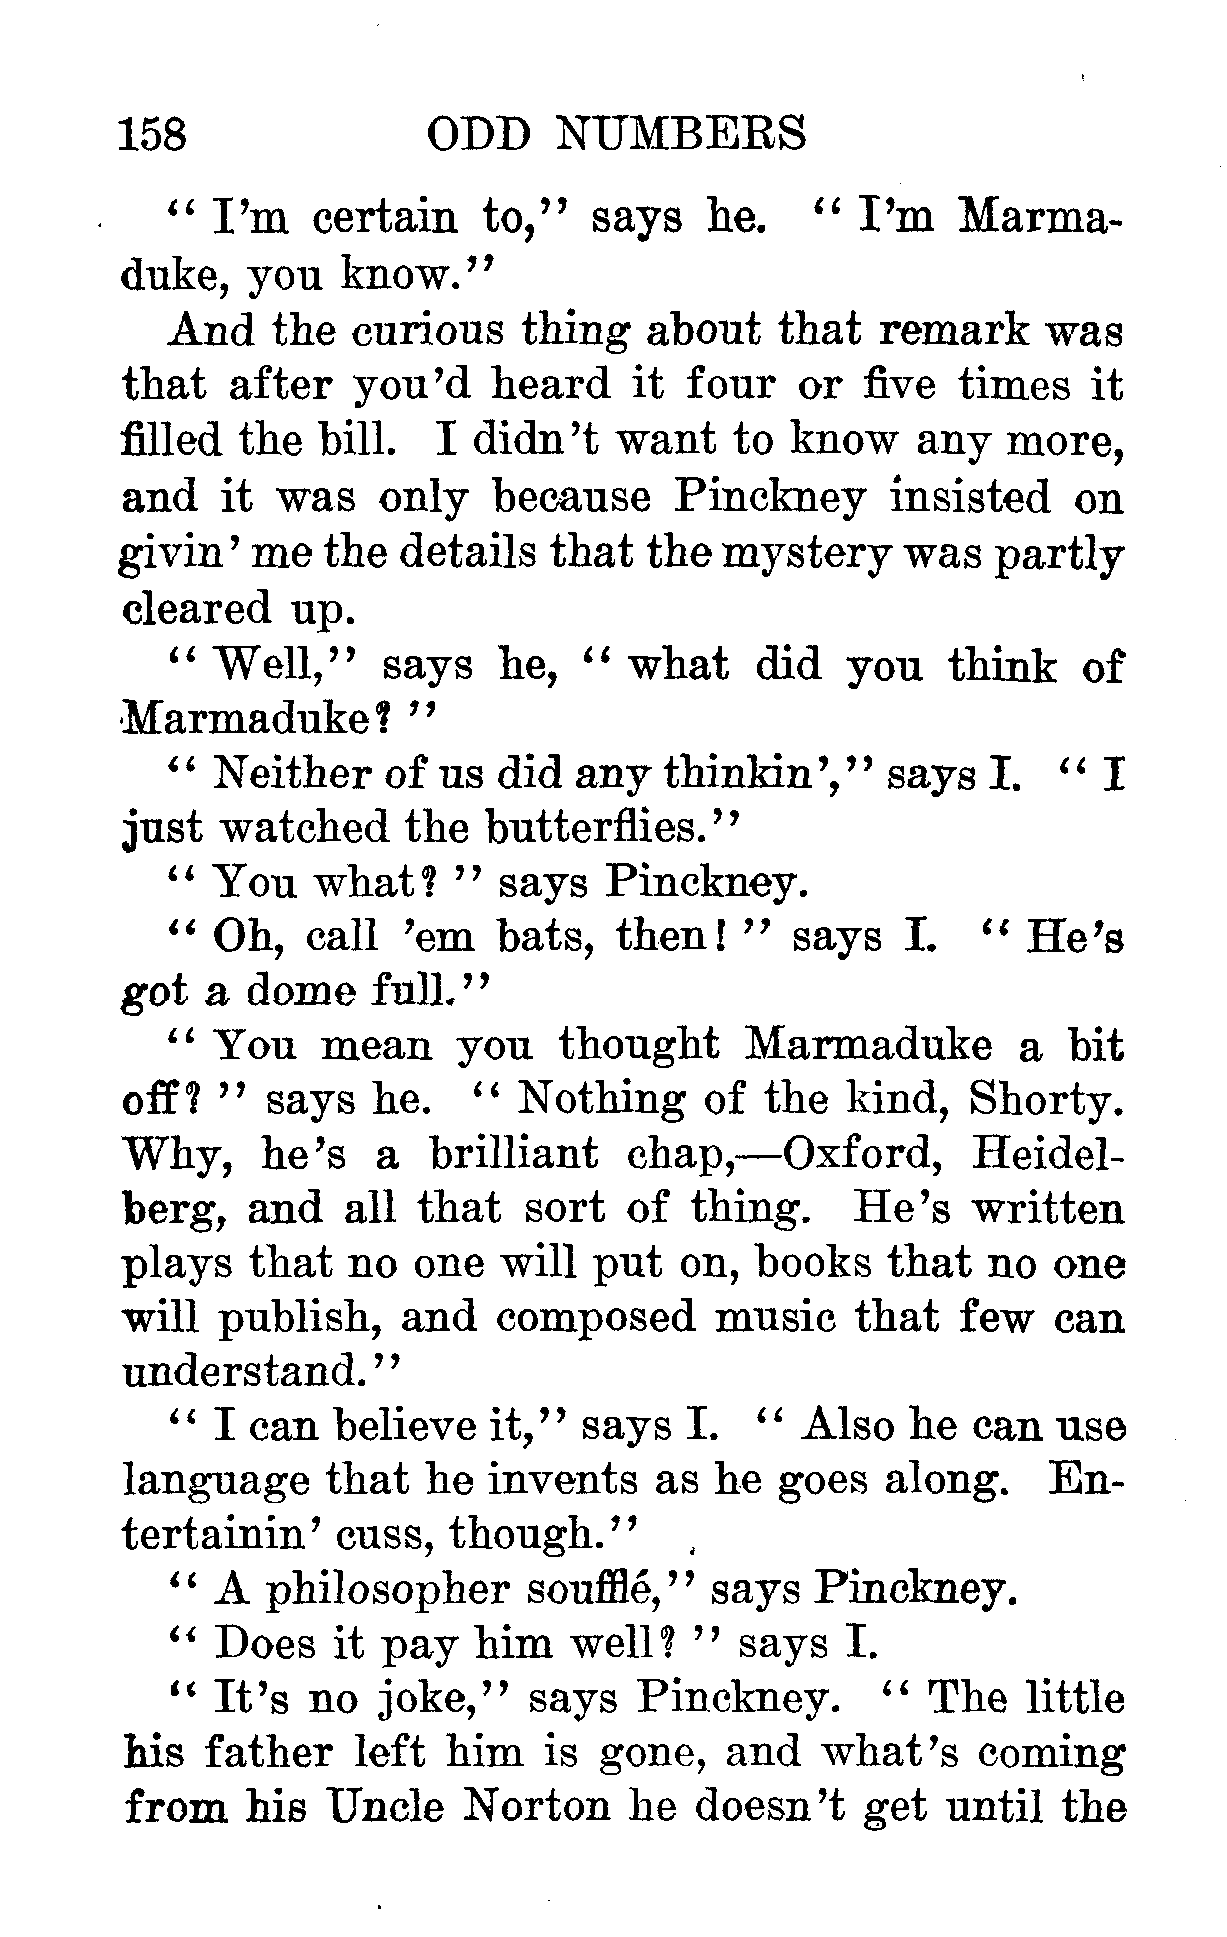 158 ODD NUMBERS
“ I’m certain to,” says he. “ I’m Marma-
duke, you know.”
And the curious thing about that remark was
that after you’d heard it four or five times it
filled the bill. I didn’t want to know any more,
and it was only because Pinckney insisted on
givin’ me the details that the mystery was partly
cleared up.
“ Well,” says he, “ what did you think of
Marmaduke? ”
“ Neither of us did any thinkin’,” says I. “ I
just watched the butterflies.”
“ You what? ” says Pinckney.
“ Oh, call ’em bats, then! ” says I. “ He’s
got a dome full.”
“ You mean you thought Marmaduke a bit
off? ” says he. “ Nothing of the kind, Shorty.
Why, he’s a brilliant chap,—Oxford, Heidel-
berg, and all that sort of thing. He’s written
plays that no one will put on, books that no one
will publish, and composed music that few can
understand.”
“ I can believe it,” says I. “ Also he can use
language that he invents as he goes along. En-
tertainin’ cuss, though.”
“ A philosopher soufflé,” says Pinckney.
“ Does it pay him well? ” says I.
“ It’s no joke,” says Pinckney. “ The little
his father left him is gone, and what’s coming
from his Uncle Norton he doesn’t get until the